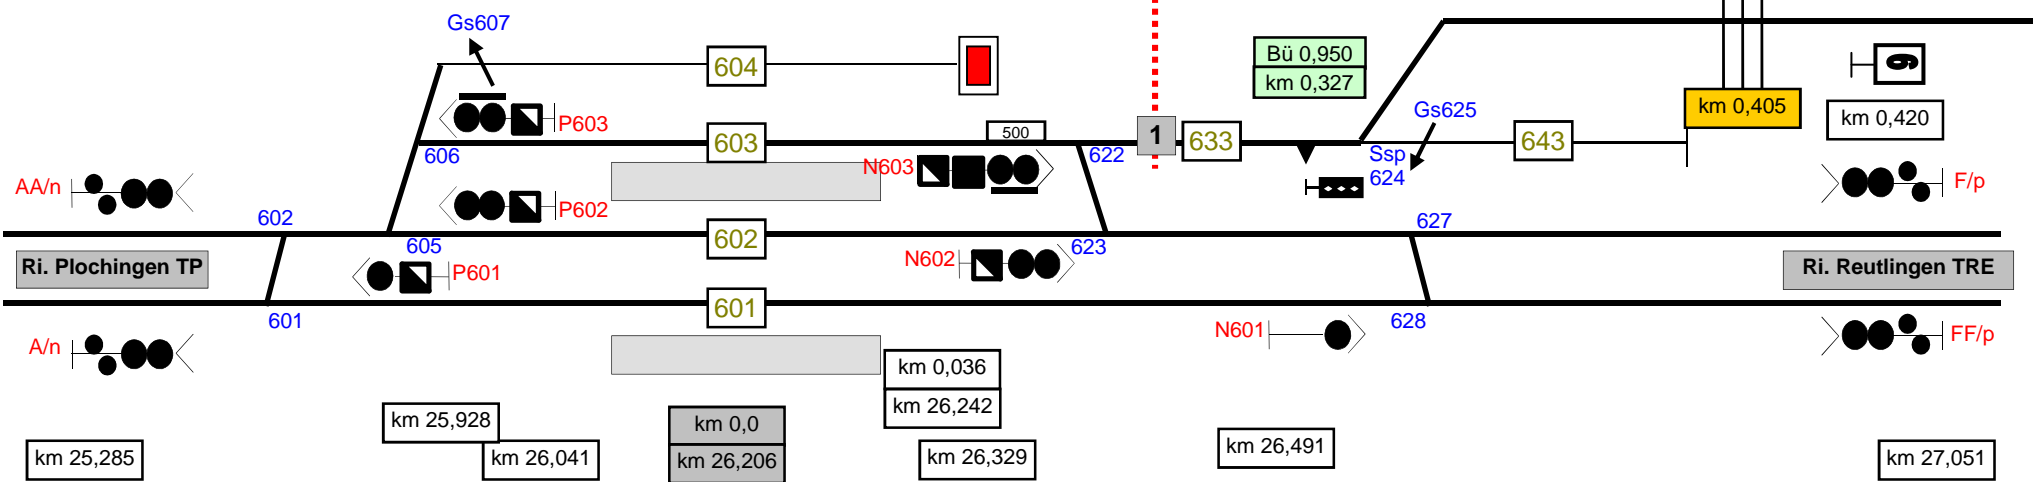 Gs607
604
Bü 0,950
km 0,327
6
km 0,405
km 0,420
Gs625
P603
606
603
500
1
633
643
622
Ssp
624
N603
AA/n
P602
F/p
602
605
602
623
627
Ri. Plochingen TP
P601
N602
Ri. Reutlingen TRE
601
601
N601
628
A/n
FF/p
km 0,036
km 26,242
km 25,928
km 0,0
km 25,285
km 26,041
km 26,206
km 26,329
km 26,491
km 27,051